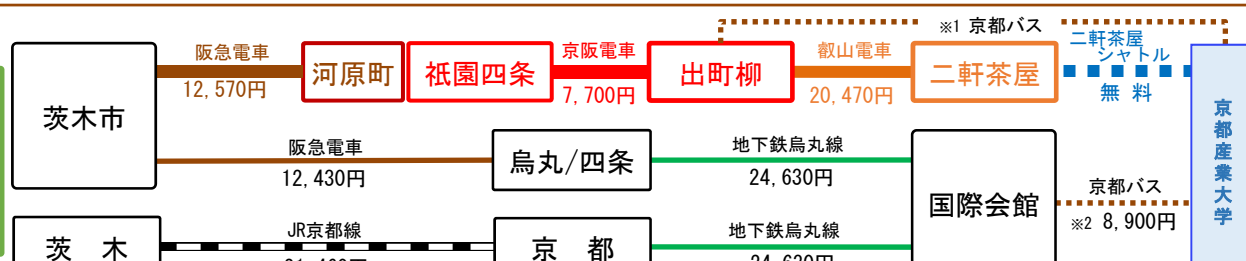 ※1 京都バス
阪急電車
12,570円
河原町
祇園四条
京阪電車
7,700円
出町柳
叡山電車
20,470円
二軒茶屋
二軒茶屋
シャトル
無 料
茨木市
阪急電車
12,430円
烏丸/四条
地下鉄烏丸線
24,630円
国際会館
京都バス
※2 8,900円
京都産業大学
茨 木
JR京都線
京 都
地下鉄烏丸線
24,630円